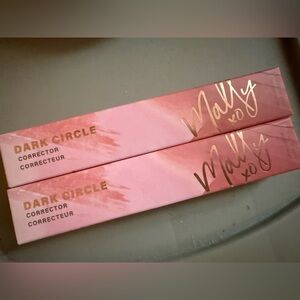 DARK CIRCLE
CORRECTOR
CORRECTEUR
Mally
xo
DARK CIRCLE
CORRECTOR
CORRECTEUR
Mally
xo